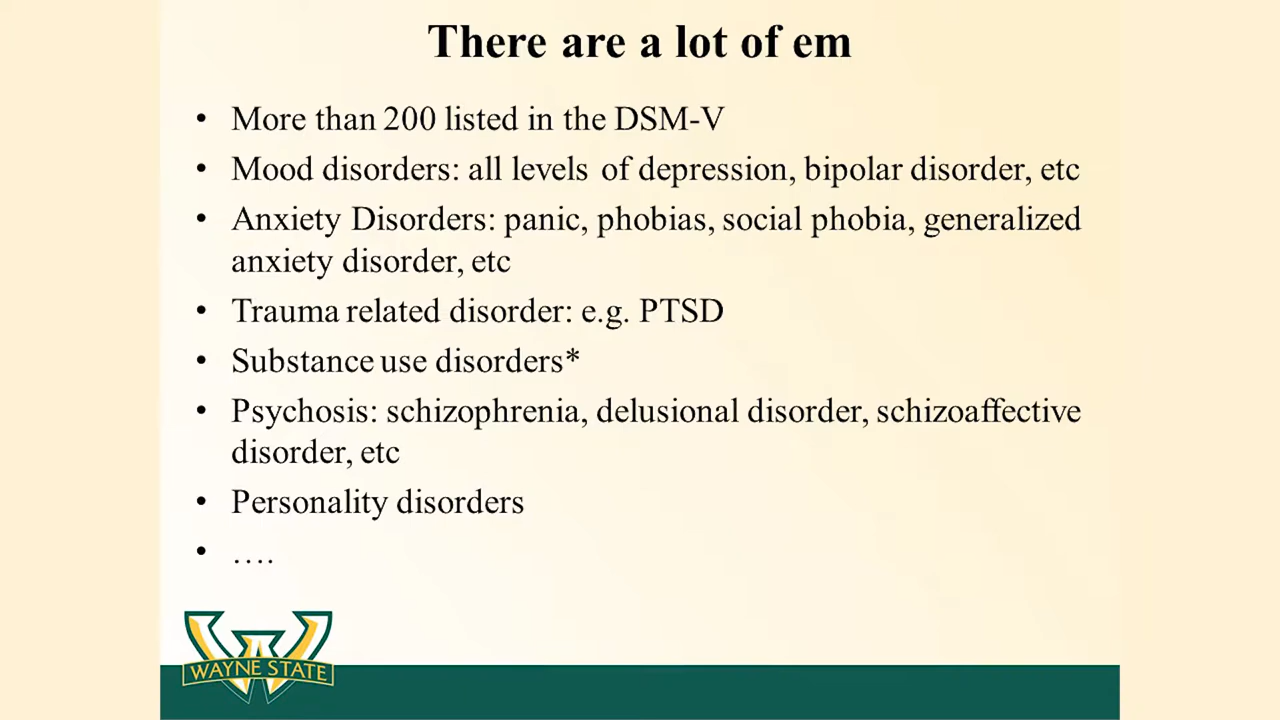 There are a lot of em
• More than 200 listed in the DSM-V
• Mood disorders: all levels of depression, bipolar disorder, etc
• Anxiety Disorders: panic, phobias, social phobia, generalized
anxiety disorder, etc
• Trauma related disorder: e.g. PTSD
• Substance use disorders*
• Psychosis: schizophrenia, delusional disorder, schizoaffective
disorder, etc
• Personality disorders
• ….
WAYNE STATE